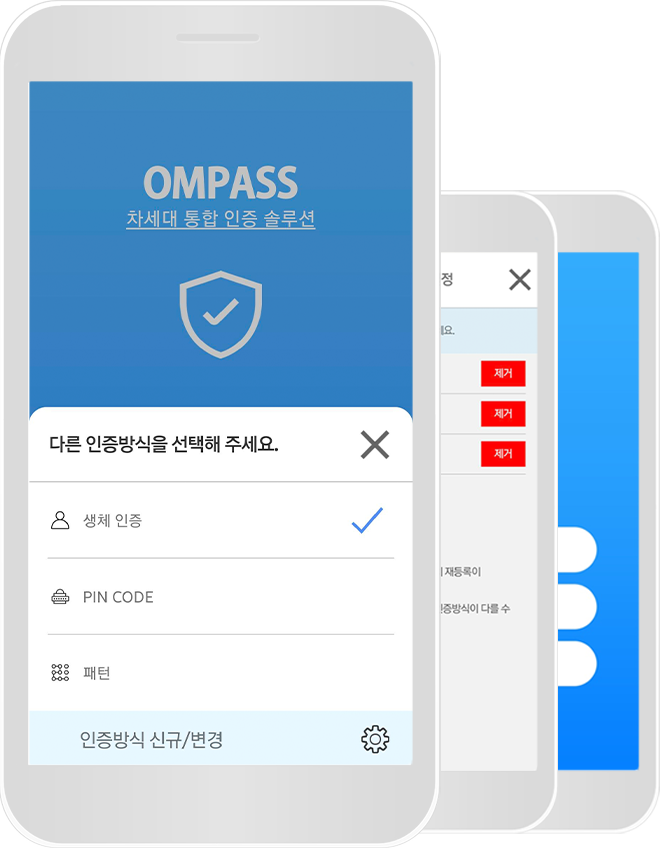 OMPASS
차세대 통합 인증 솔루션
다른 인증방식을 선택해 주세요.
생체 인증
PIN CODE
패턴
인증방식 신규/변경
정
요.
제거
제거
제거
재등록이
인증방식이 다를 수